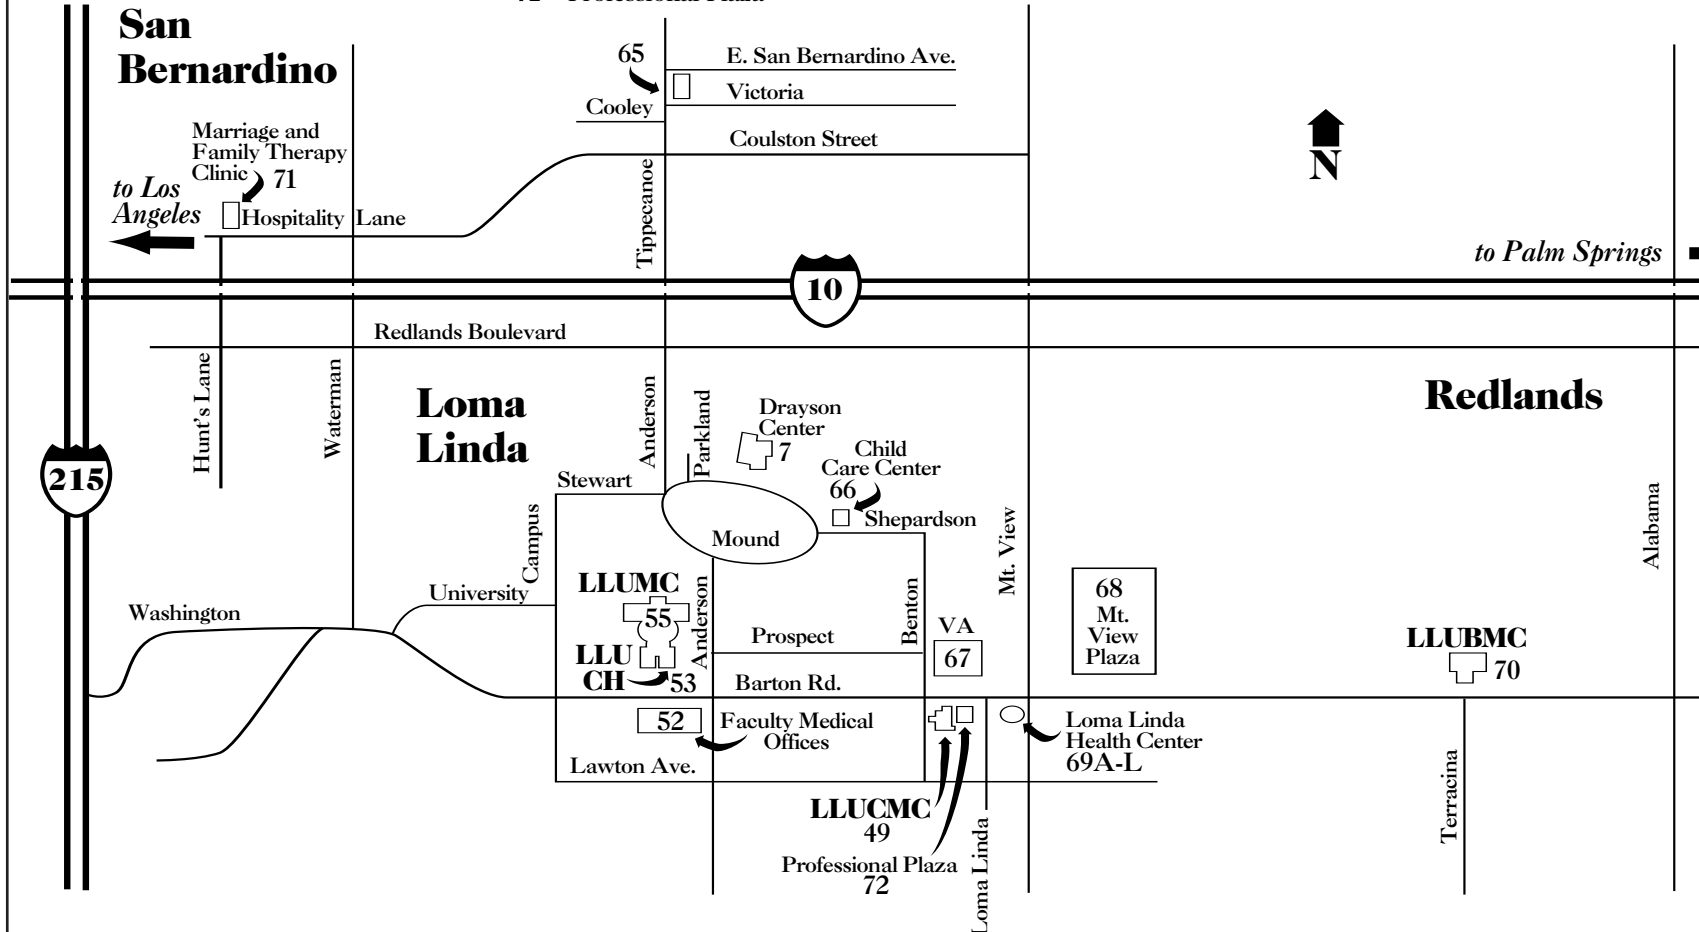 San
Bernardino
65
E. San Bernardino Ave.
Victoria
Cooley
Coulston Street
Marriage and
Family Therapy
Clinic
71
to Los
Angeles
Hospitality Lane
Tippecanoe
N
to Palm Springs
10
Redlands Boulevard
Hunt's Lane
Waterman
Loma
Linda
Anderson
Parkland
Drayson
Center
7
Child
Care Center
66
Redlands
215
Stewart
Campus
Mound
Shepardson
Mt. View
Alabama
University
Washington
LLUMC
55
Anderson
Prospect
Benton
VA
67
68
Mt.
View
Plaza
LLUBMC
70
LLU
CH
53
Barton Rd.
52
Faculty Medical
Offices
Loma Linda
Health Center
69A-L
Lawton Ave.
LLUCMC
49
Professional Plaza
72
Loma Linda
Terracina